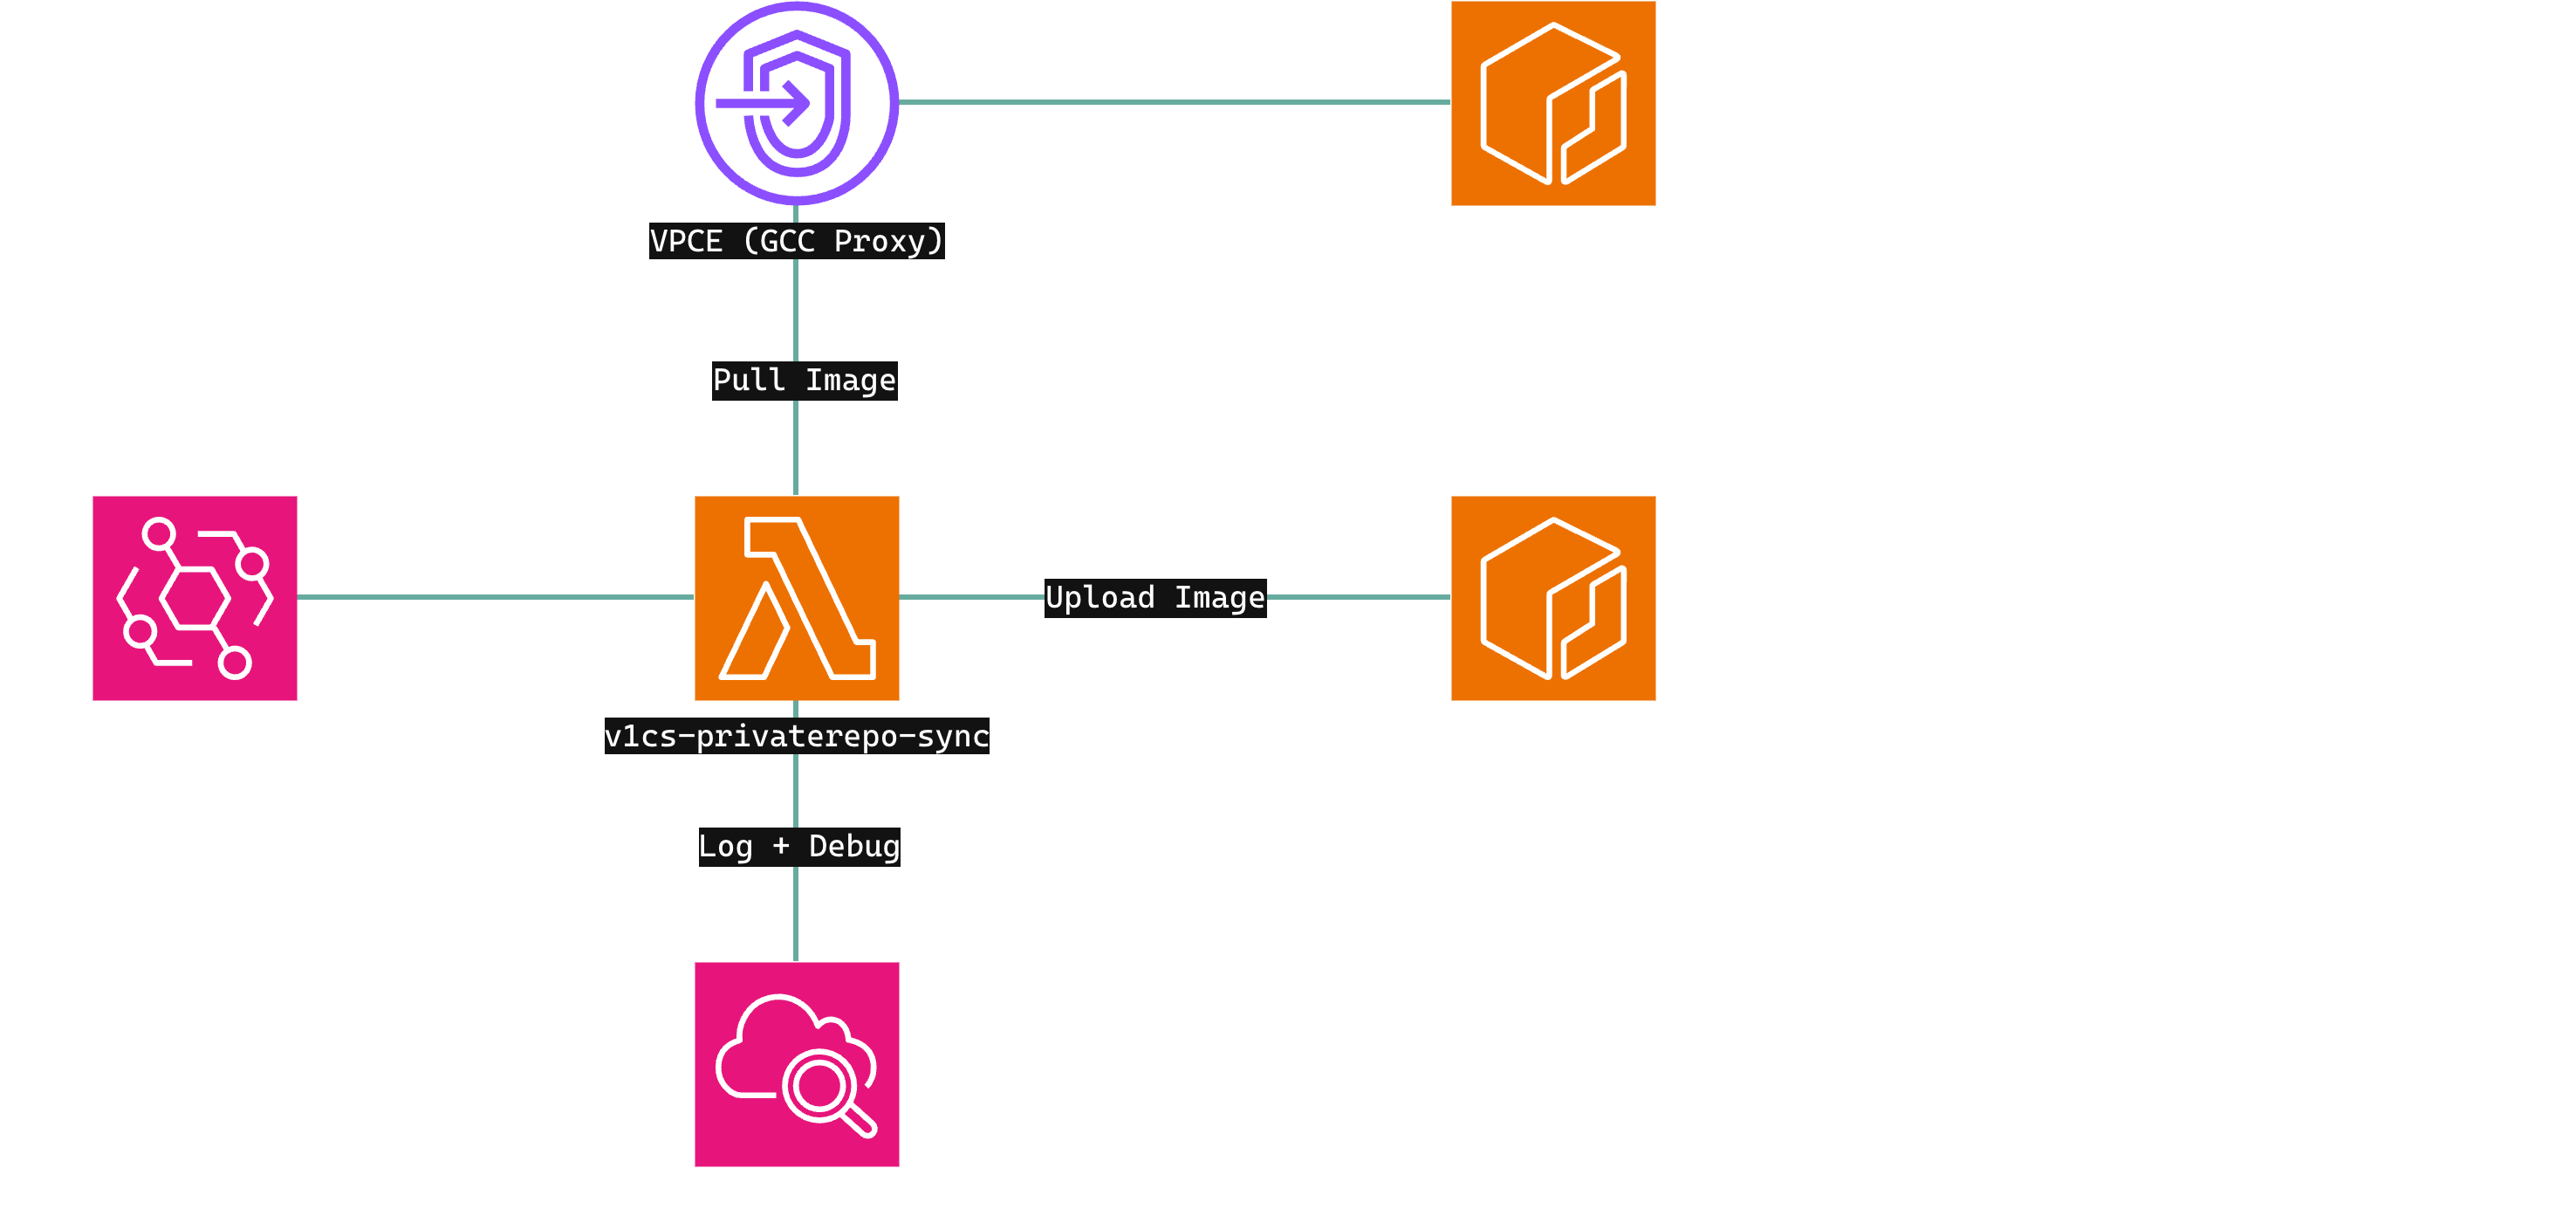 VPCE (GCC Proxy)
Pull Image
Upload Image
v1cs-privaterepo-sync
Log + Debug